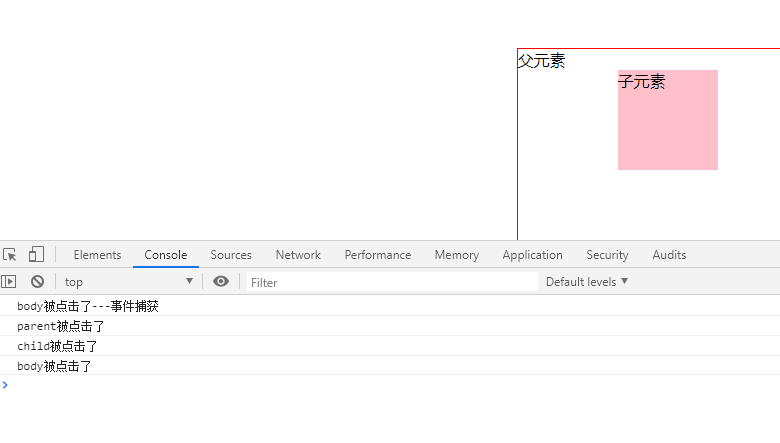 父元素
子元素
Elements Console Sources Network Performance Memory Application Security Audits
top Filter Default levels
body被点击了---事件捕获
parent被点击了
child被点击了
body被点击了